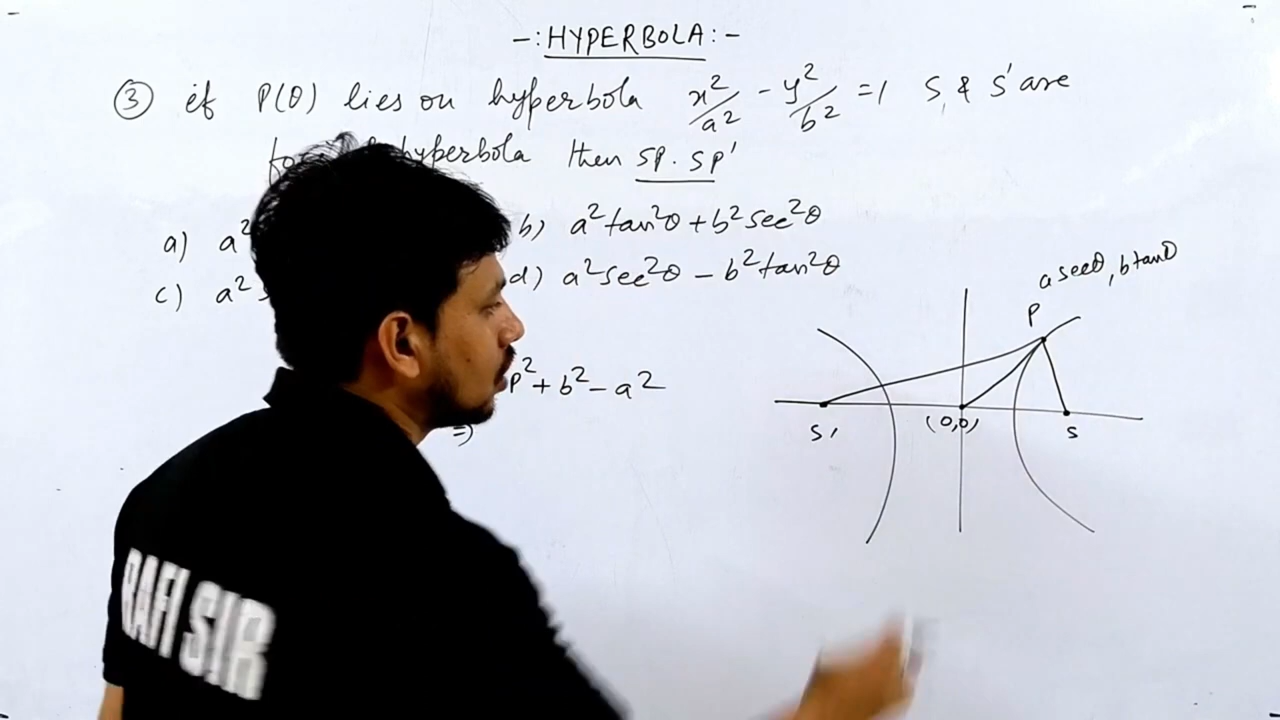 -: HYPERBOLA :-
③ if P(θ) lies on hyperbola x²/a² - y²/b² = 1 S, & S' are
hyperbola then SP. SP'
a) a² b) a²tan²θ + b²sec²θ
c) a² d) a²sec²θ - b²tan²θ
a secθ, b tanθ
P
P² + b² - a²
S' (0,0) S
⇒
RAFI SIR